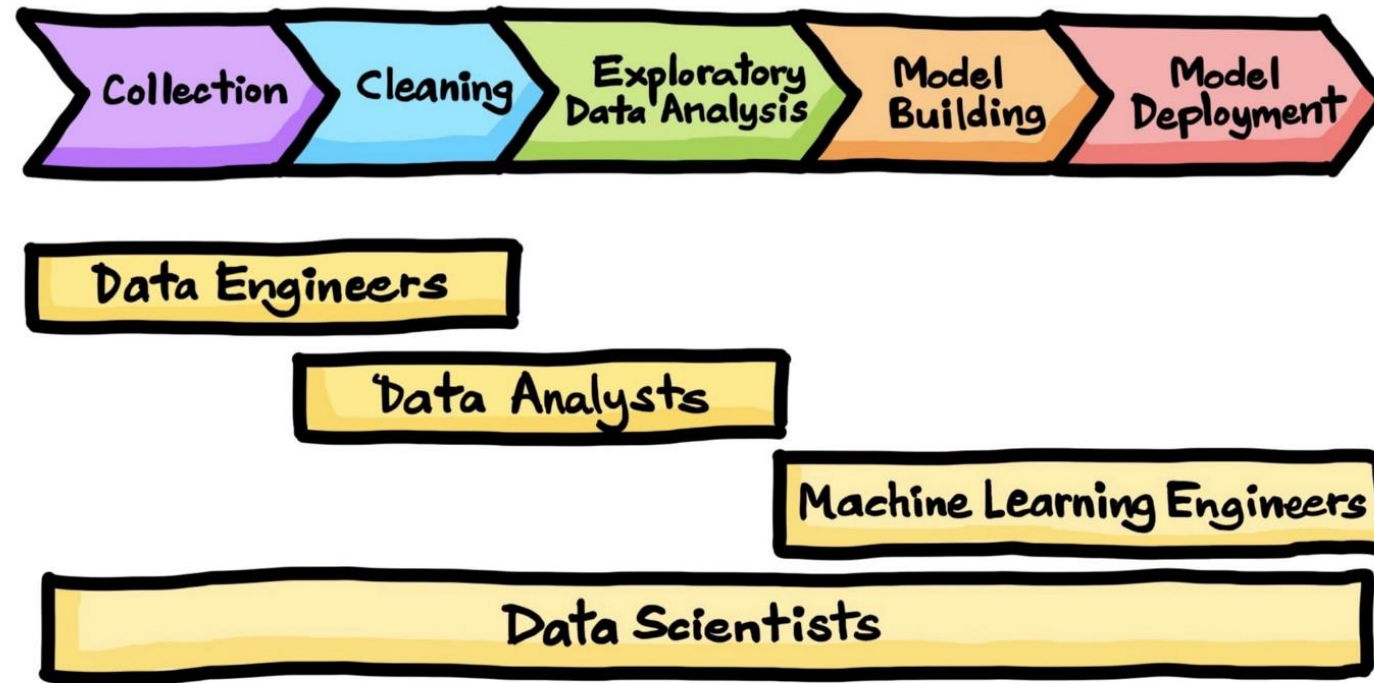 Collection
Cleaning
Exploratory
Data Analysis
Model
Building
Model
Deployment
Data Engineers
Data Analysts
Machine Learning Engineers
Data Scientists